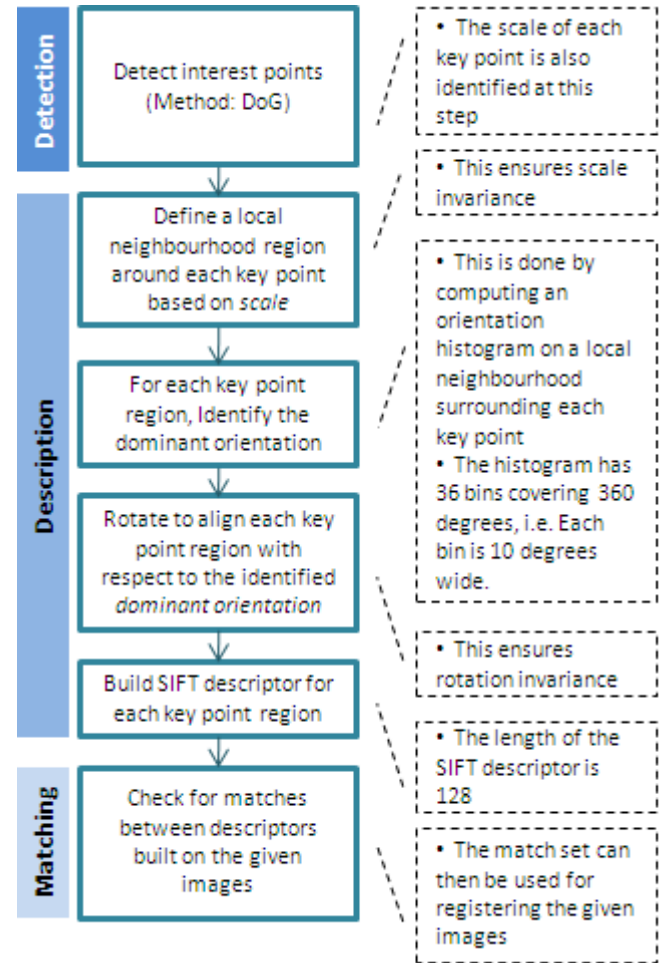 Detection
Detect interest points
(Method: DoG)
• The scale of each
key point is also
identified at this
step
Description
Define a local
neighbourhood region
around each key point
based on scale
• This ensures scale
invariance
For each key point
region, Identify the
dominant orientation
• This is done by
computing an
orientation
histogram on a local
neighbourhood
surrounding each
key point
• The histogram has
36 bins covering 360
degrees, i.e. Each
bin is 10 degrees
wide.
Rotate to align each key
point region with
respect to the identified
dominant orientation
• This ensures
rotation invariance
Build SIFT descriptor for
each key point region
• The length of the
SIFT descriptor is
128
Matching
Check for matches
between descriptors
built on the given
images
• The match set can
then be used for
registering the given
images